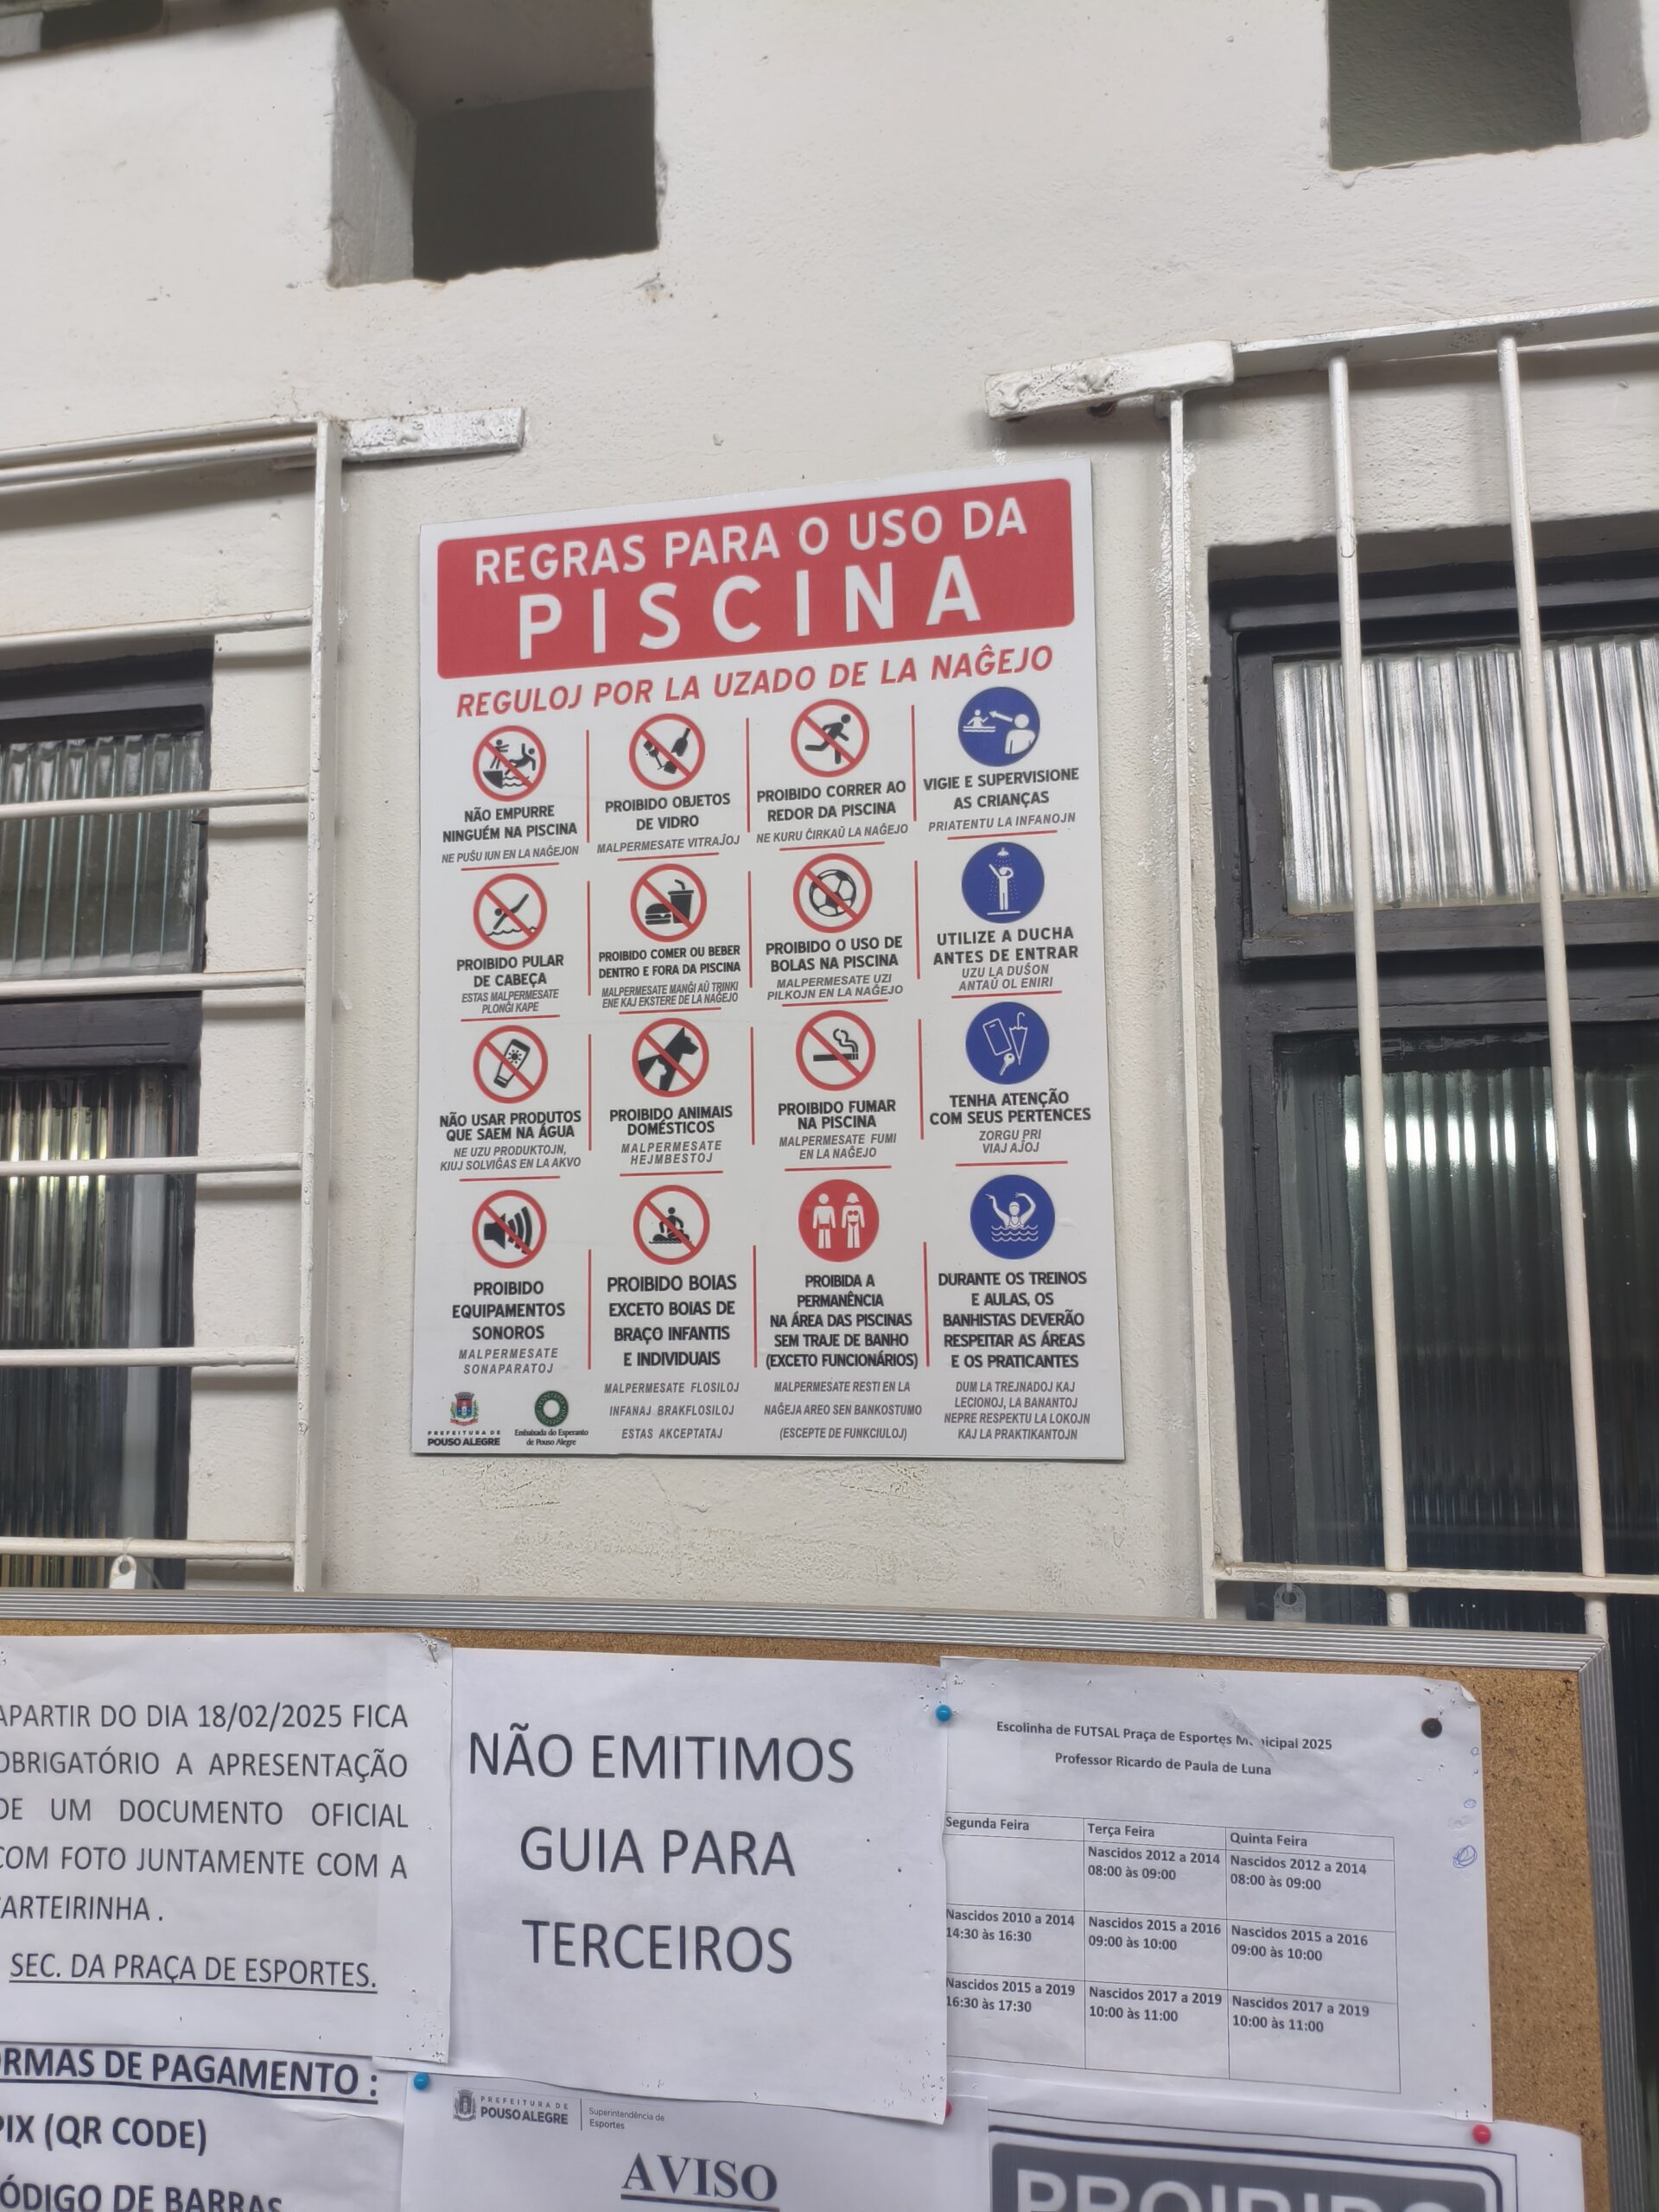 REGRAS PARA O USO DA
PISCINA
REGULOJ POR LA UZADO DE LA NAĜEJO
NÃO EMPURRE
NINGUÉM NA PISCINA
NE PUŜU IUN EN LA NAĜEJON
PROIBIDO OBJETOS
DE VIDRO
MALPERMESATE VITRAĴOJ
PROIBIDO CORRER AO
REDOR DA PISCINA
NE KURU ĈIRKAŬ LA NAĜEJO
VIGIE E SUPERVISIONE
AS CRIANÇAS
PRIATENTU LA INFANOJN
PROIBIDO PULAR
DE CABEÇA
ESTAS MALPERMESATE
PLONĜI KAPE
PROIBIDO COMER OU BEBER
DENTRO E FORA DA PISCINA
MALPERMESATE MANĜI AŬ TRINKI
ENE KAJ EKSTERE DE LA NAĜEJO
PROIBIDO O USO DE
BOLAS NA PISCINA
MALPERMESATE UZI
PILKOJN EN LA NAĜEJO
UTILIZE A DUCHA
ANTES DE ENTRAR
UZU LA DUŜON
ANTAŬ OL ENIRI
NÃO USAR PRODUTOS
QUE SAEM NA ÁGUA
NE UZU PRODUKTOJN,
KIUJ SOLVIĜAS EN LA AKVO
PROIBIDO ANIMAIS
DOMÉSTICOS
MALPERMESATE
HEJMBESTOJ
PROIBIDO FUMAR
NA PISCINA
MALPERMESATE FUMI
EN LA NAĜEJO
TENHA ATENÇÃO
COM SEUS PERTENCES
ZORGU PRI
VIAJ AĴOJ
PROIBIDO
EQUIPAMENTOS
SONOROS
MALPERMESATE
SONAPARATOJ
PROIBIDO BOIAS
EXCETO BOIAS DE
BRAÇO INFANTIS
E INDIVIDUAIS
MALPERMESATE FLOSILOJ
INFANAJ BRAKFLOSILOJ
ESTAS AKCEPTATAJ
PROIBIDA A
PERMANÊNCIA
NA ÁREA DAS PISCINAS
SEM TRAJE DE BANHO
(EXCETO FUNCIONÁRIOS)
MALPERMESATE RESTI EN LA
NAĜEJA AREO SEN BANKOSTUMO
(ESCEPTE DE FUNKCIULOJ)
DURANTE OS TREINOS
E AULAS, OS
BANHISTAS DEVERÃO
RESPEITAR AS ÁREAS
E OS PRATICANTES
DUM LA TREJNADOJ KAJ
LECIONOJ, LA BANANTOJ
NEPRE RESPEKTU LA LOKOJN
KAJ LA PRAKTIKANTOJN
PREFEITURA DE
POUSO ALEGRE
Embaixada do Esperanto
de Pouso Alegre
APARTIR DO DIA 18/02/2025 FICA
OBRIGATÓRIO A APRESENTAÇÃO
DE UM DOCUMENTO OFICIAL
COM FOTO JUNTAMENTE COM A
CARTEIRINHA .
SEC. DA PRAÇA DE ESPORTES.
NÃO EMITIMOS
GUIA PARA
TERCEIROS
Escolinha de FUTSAL Praça de Esportes Municipal 2025
Professor Ricardo de Paula de Luna
Segunda Feira
Terça Feira
Quinta Feira
Nascidos 2012 a 2014
08:00 às 09:00
Nascidos 2012 a 2014
08:00 às 09:00
Nascidos 2010 a 2014
14:30 às 16:30
Nascidos 2015 a 2016
09:00 às 10:00
Nascidos 2015 a 2016
09:00 às 10:00
Nascidos 2015 a 2019
16:30 às 17:30
Nascidos 2017 a 2019
10:00 às 11:00
Nascidos 2017 a 2019
10:00 às 11:00
ORMAS DE PAGAMENTO :
PIX (QR CODE)
ÓDIGO DE BARRAS
PREFEITURA DE
POUSO ALEGRE
Superintendência de
Esportes
AVISO
PROIBIDO